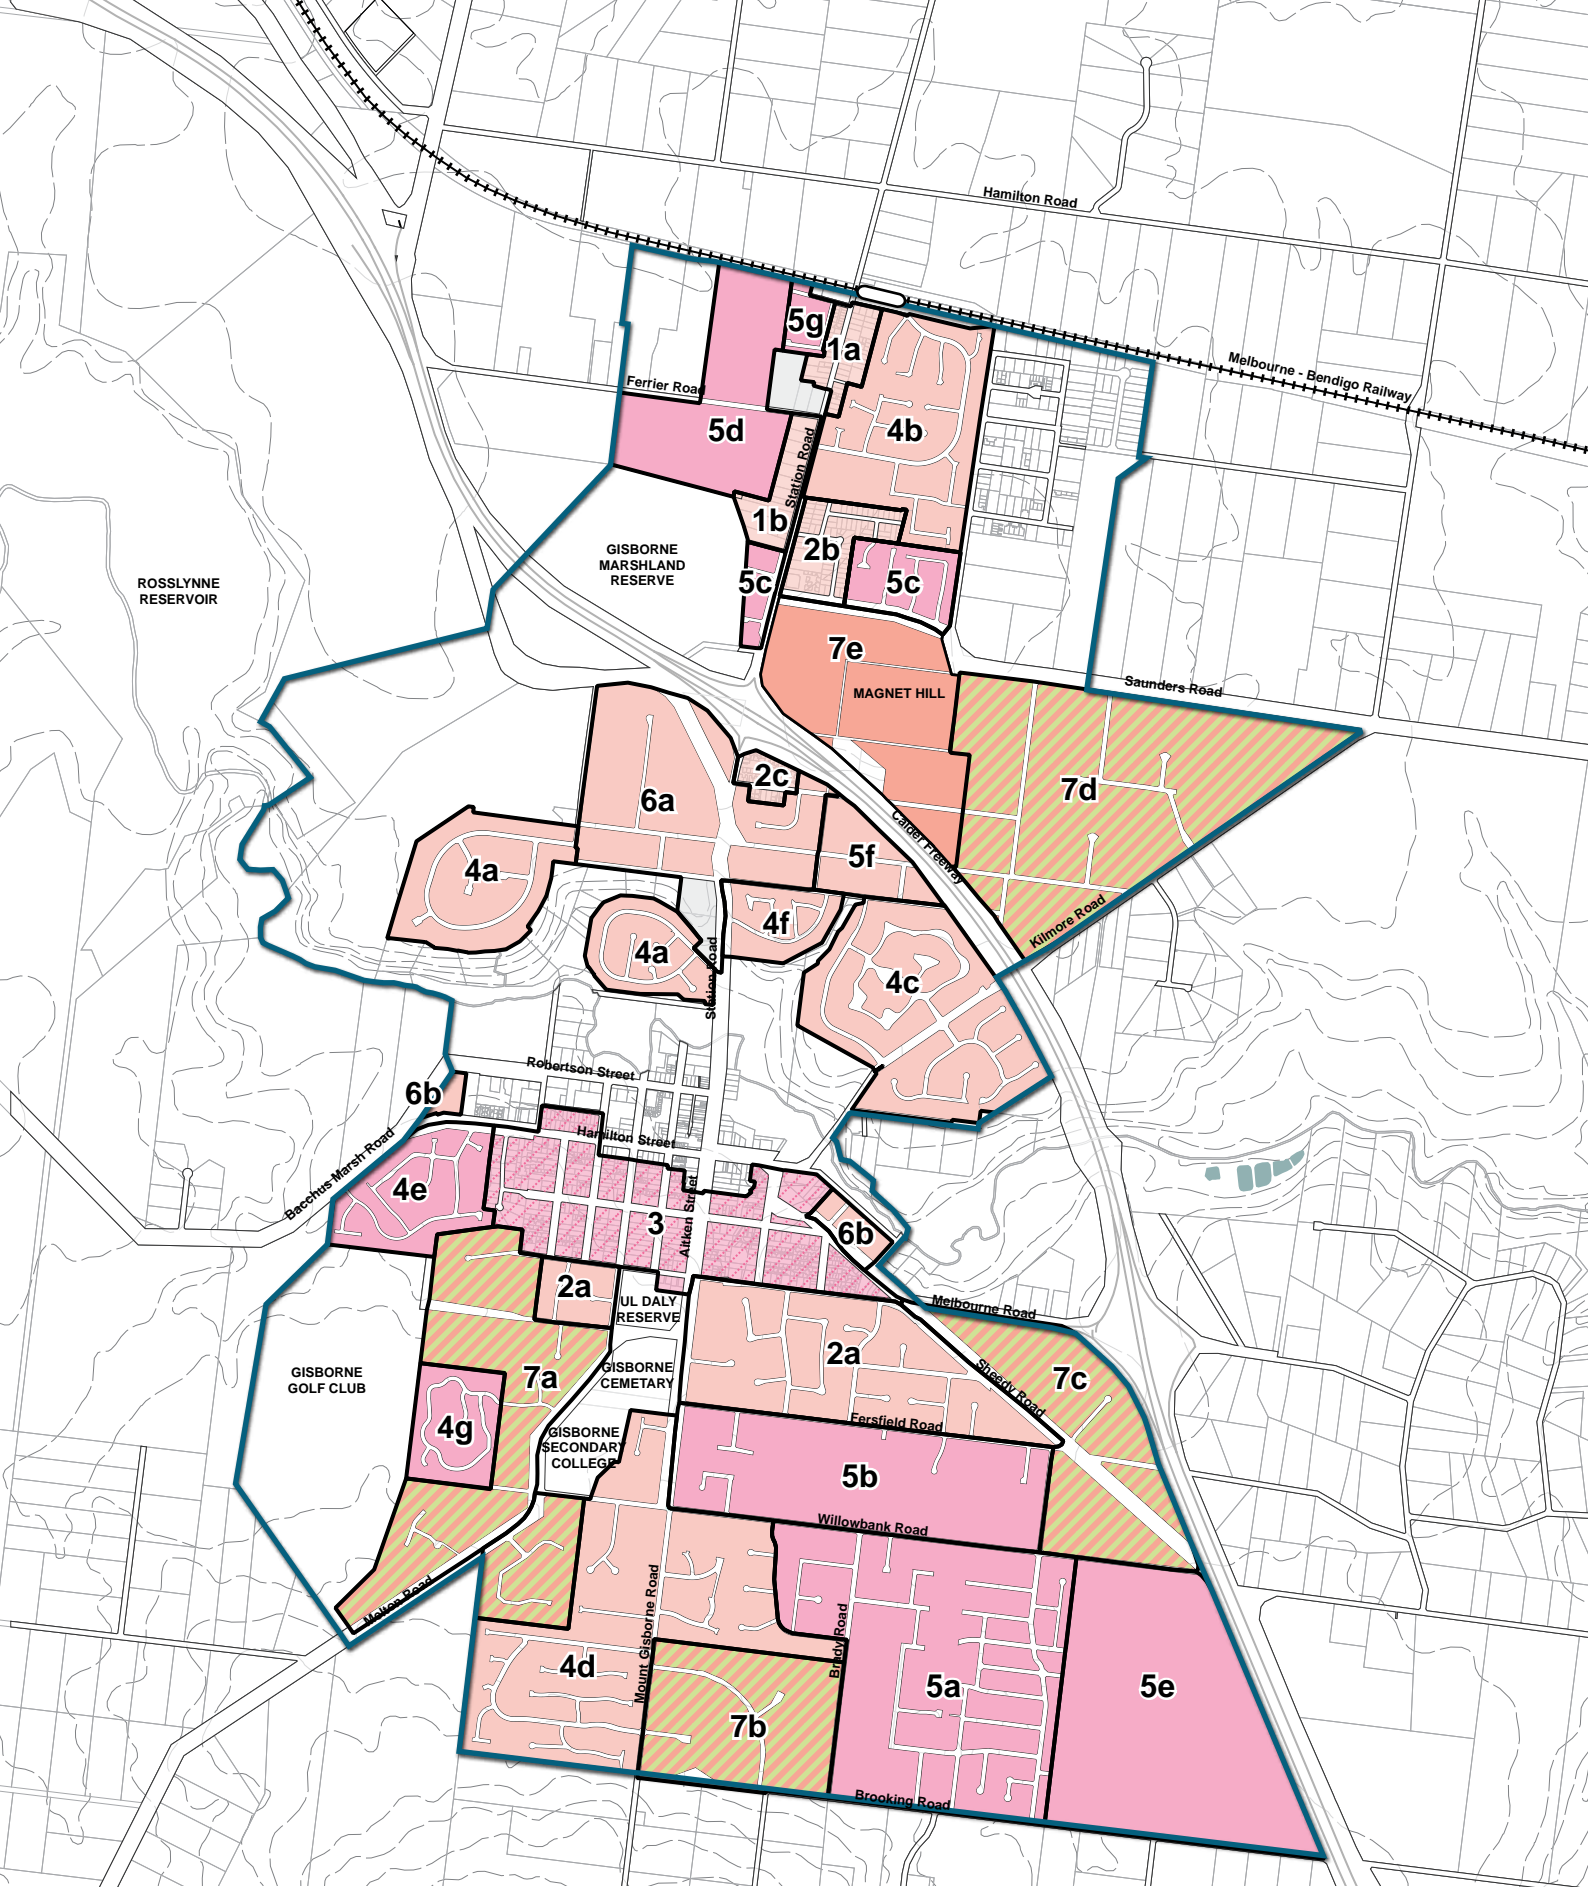 Hamilton Road
5g
1a
Melbourne - Bendigo Railway
Ferrier Road
5d
4b
Station Road
1b
2b
GISBORNE
MARSHLAND
RESERVE
5c
5c
ROSSLYNNE
RESERVOIR
7e
MAGNET HILL
Saunders Road
2c
6a
7d
Calder Freeway
5f
4a
4f
Kilmore Road
4a
Station Road
4c
Robertson Street
6b
Hamilton Street
Bacchus Marsh Road
4e
3
Aitken Street
6b
2a
UL DALY
RESERVE
Melbourne Road
2a
GISBORNE
GOLF CLUB
7a
GISBORNE
CEMETARY
Sheedy Road
7c
4g
Fersfield Road
GISBORNE
SECONDARY
COLLEGE
5b
Willowbank Road
Melton Road
Mount Gisborne Road
Brady Road
4d
5a
5e
7b
Brooking Road